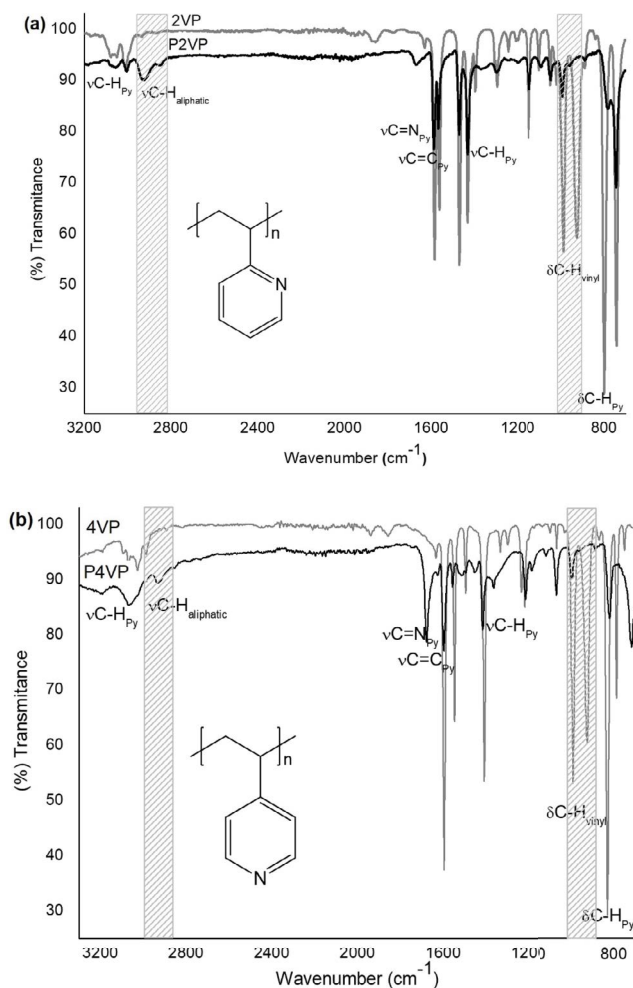 (a)
100
90
80
70
60
50
40
30
(%) Transmitance
2VP
P2VP
νC-HPy
νC-Haliphatic
νC=NPy
νC=CPy
νC-HPy
δC-Hvinyl
δC-HPy
n
N
3200 2800 2400 2000 1600 1200 800
Wavenumber (cm-1)
(b)
100
90
80
70
60
50
40
30
(%) Transmitance
4VP
P4VP
νC-HPy
νC-Haliphatic
νC=NPy
νC=CPy
νC-HPy
δC-Hvinyl
δC-HPy
n
N
3200 2800 2400 2000 1600 1200 800
Wavenumber (cm-1)